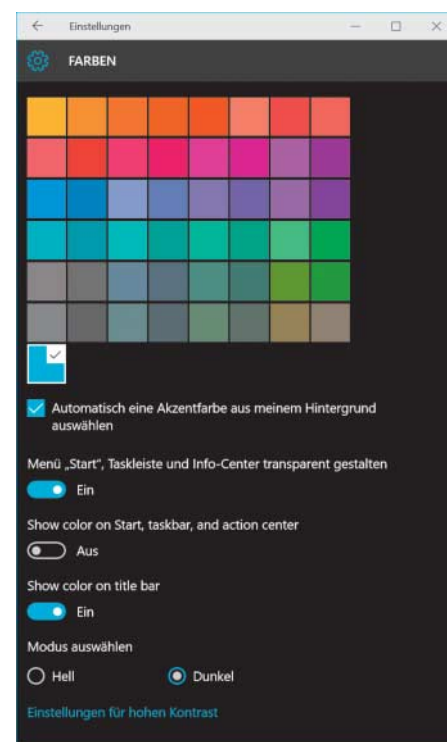 Einstellungen
FARBEN
Automatisch eine Akzentfarbe aus meinem Hintergrund
auswählen
Menü „Start", Taskleiste und Info-Center transparent gestalten
Ein
Show color on Start, taskbar, and action center
Aus
Show color on title bar
Ein
Modus auswählen
Hell Dunkel
Einstellungen für hohen Kontrast